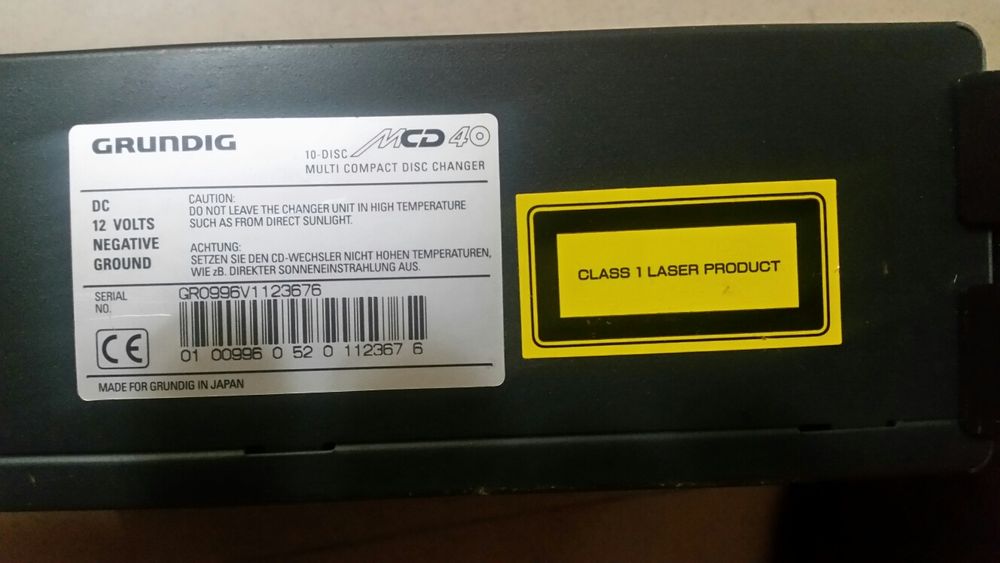 GRUNDIG
10-DISC MCD 40
MULTI COMPACT DISC CHANGER
DC
12 VOLTS
NEGATIVE
GROUND
CAUTION:
DO NOT LEAVE THE CHANGER UNIT IN HIGH TEMPERATURE
SUCH AS FROM DIRECT SUNLIGHT.
ACHTUNG:
SETZEN SIE DEN CD-WECHSLER NICHT HOHEN TEMPERATUREN,
WIE zB. DIREKTER SONNENEINSTRAHLUNG AUS.
SERIAL
NO.
GR0996V1123676
01 00996 0 52 0 112367 6
CE
MADE FOR GRUNDIG IN JAPAN
CLASS 1 LASER PRODUCT